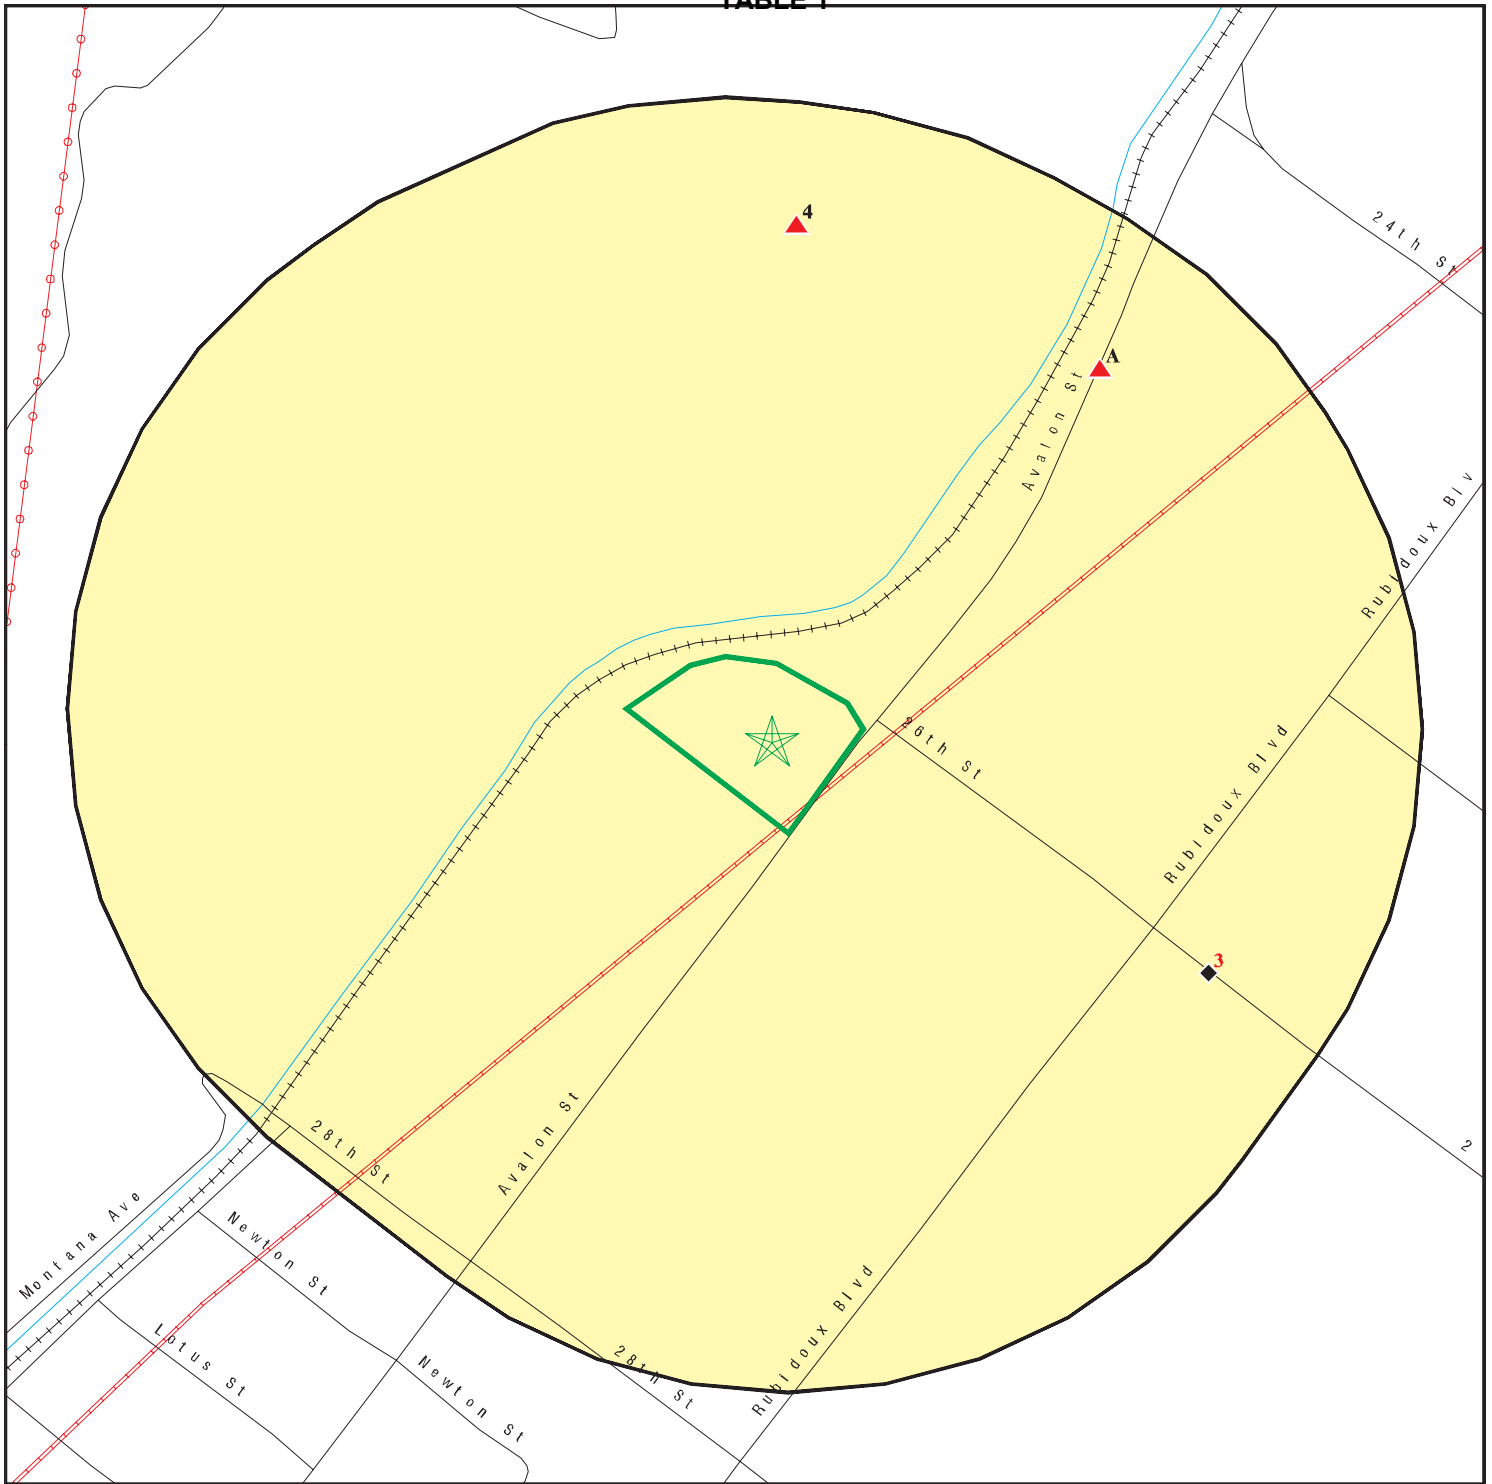 TABLE 1
4
24th St
A
Avalon St
Rubidoux Blv
26th St
Rubidoux Blvd
3
28th St
Avalon St
2
Montana Ave
Newton St
Rubidoux Blvd
Lotus St
28th St
Newton St